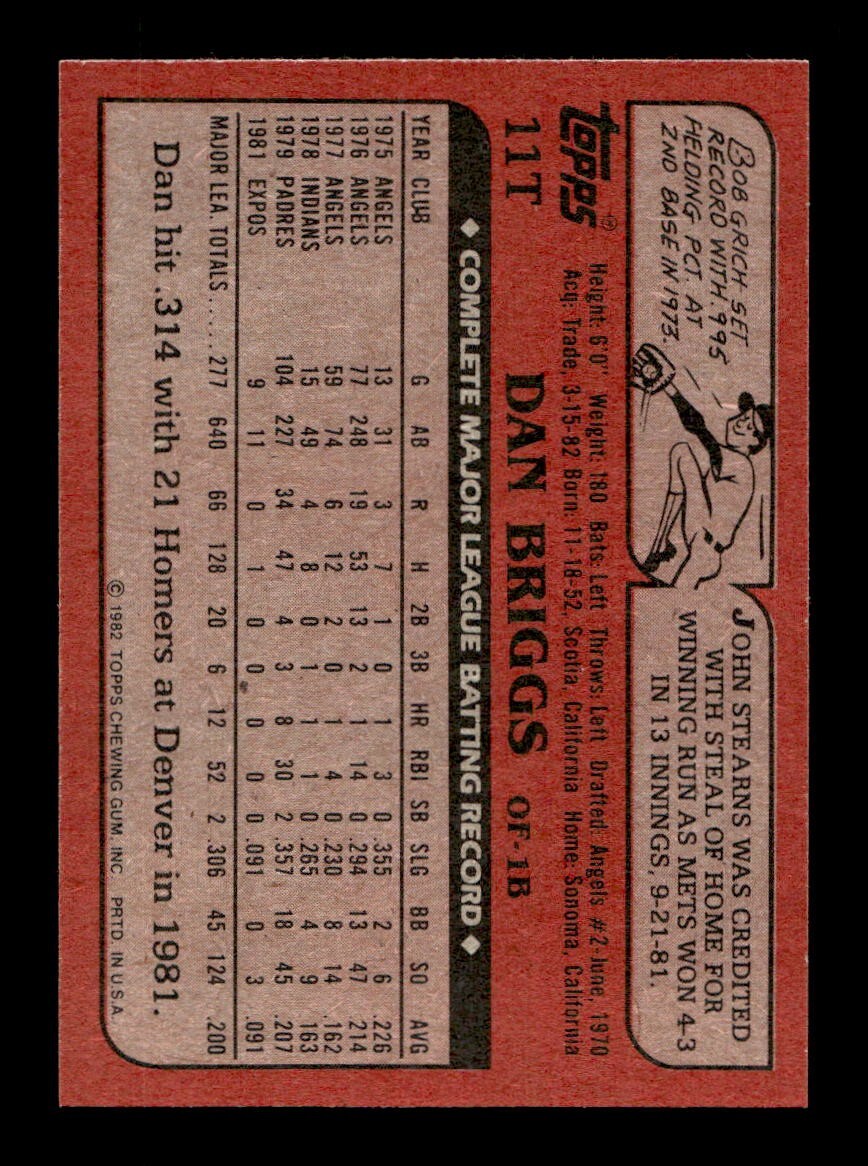 BOB GRICH SET
RECORD WITH .995
FIELDING PCT. AT
2ND BASE IN 1973.
JOHN STEARNS WAS CREDITED
WITH STEAL OF HOME FOR
WINNING RUN AS METS WON 4-3
IN 13 INNINGS, 9-21-81.
topps®
Height: 6'0" Weight: 180 Bats: Left Throws: Left Drafted: Angels #2-June, 1970
Acq: Trade, 3-15-82 Born: 11-18-52, Scotia, California Home: Sonoma, California
11T DAN BRIGGS OF-1B
◆ COMPLETE MAJOR LEAGUE BATTING RECORD ◆
YEAR CLUB G AB R H 2B 3B HR RBI SB SLG BB SO AVG
1975 ANGELS 13 31 3 7 1 0 1 3 0 .355 2 6 .226
1976 ANGELS 77 248 19 53 13 2 1 14 0 .294 13 47 .214
1977 ANGELS 59 74 6 12 2 0 1 4 0 .230 8 14 .162
1978 INDIANS 15 49 4 8 0 1 1 1 0 .265 4 9 .163
1979 PADRES 104 227 34 47 4 3 8 30 2 .357 18 45 .207
1981 EXPOS 9 11 0 1 0 0 0 0 0 .091 0 3 .091
MAJOR LEA. TOTALS...... 277 640 66 128 20 6 12 52 2 .306 45 124 .200
Dan hit .314 with 21 Homers at Denver in 1981.
© 1982 TOPPS CHEWING GUM, INC. PRTD. IN U.S.A.